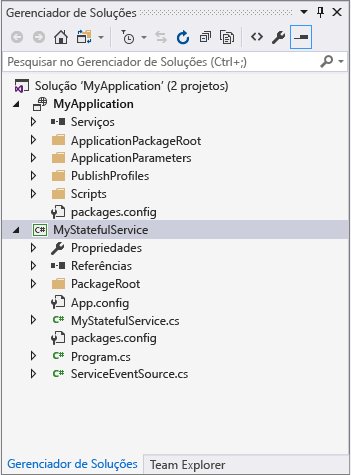 Gerenciador de Soluções
Pesquisar no Gerenciador de Soluções (Ctrl+;)
Solução 'MyApplication' (2 projetos)
MyApplication
Serviços
ApplicationPackageRoot
ApplicationParameters
PublishProfiles
Scripts
packages.config
C# MyStatefulService
Propriedades
Referências
PackageRoot
App.config
C# MyStatefulService.cs
packages.config
C# Program.cs
C# ServiceEventSource.cs
Gerenciador de Soluções Team Explorer